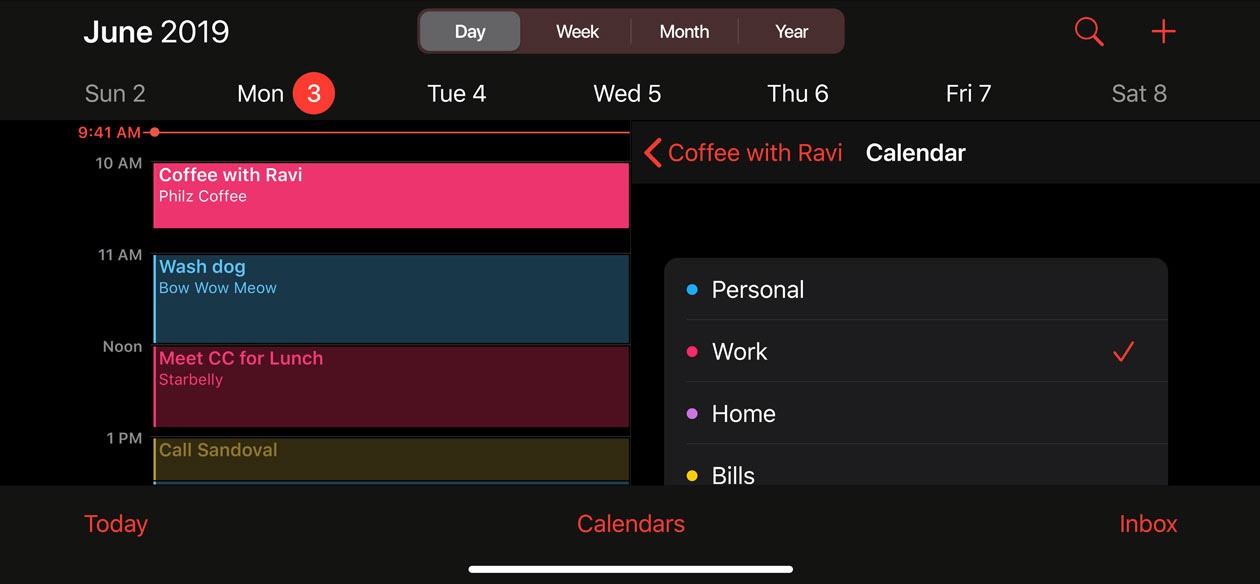 June 2019
Day Week Month Year
Sun 2 Mon 3 Tue 4 Wed 5 Thu 6 Fri 7 Sat 8
9:41 AM
10 AM
Coffee with Ravi
Philz Coffee
11 AM
Wash dog
Bow Wow Meow
Noon
Meet CC for Lunch
Starbelly
1 PM
Call Sandoval
Coffee with Ravi Calendar
Personal
Work
Home
Bills
Today Calendars Inbox